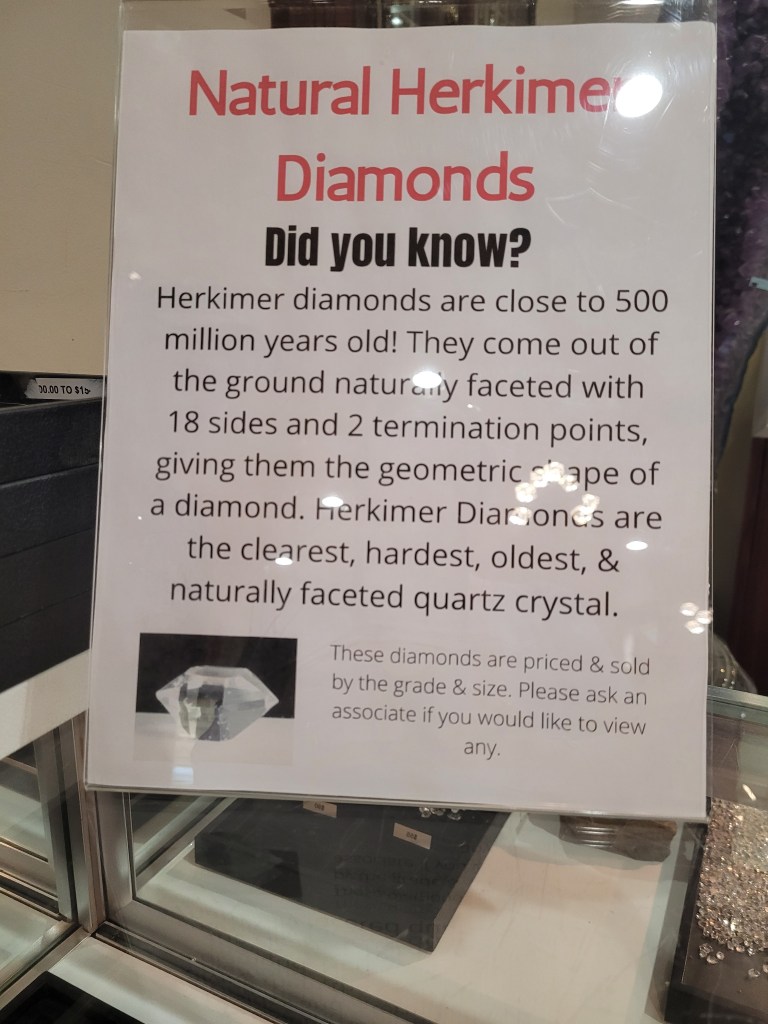 Natural Herkimer
Diamonds
Did you know?
Herkimer diamonds are close to 500
million years old! They come out of
the ground naturally faceted with
18 sides and 2 termination points,
giving them the geometric shape of
a diamond. Herkimer Diamonds are
the clearest, hardest, oldest, &
naturally faceted quartz crystal.
These diamonds are priced & sold
by the grade & size. Please ask an
associate if you would like to view
any.